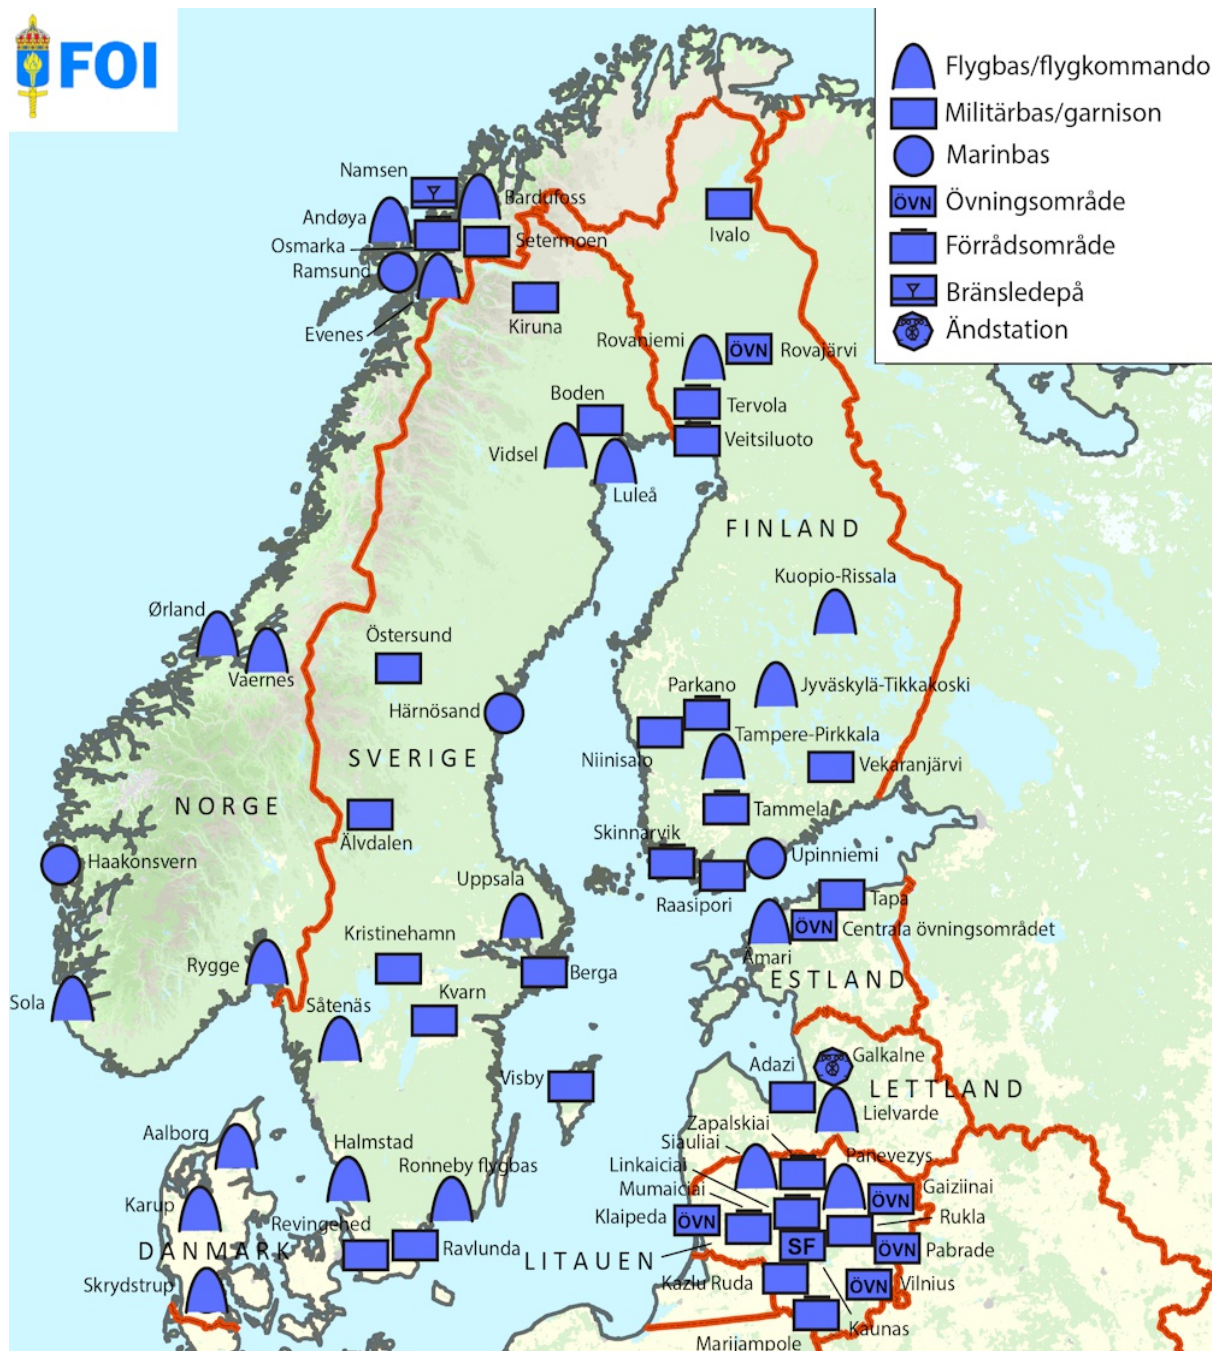 FOI
Flygbas/flygkommando
Militärbas/garnison
Marinbas
ÖVN Övningsområde
Förrådsområde
Bränsledepå
Ändstation
Namsen
Bardufoss
Andøya
Osmarka
Setermoen
Ramsund
Evenes
Ivalo
Kiruna
Rovaniemi
ÖVN
Rovajärvi
Boden
Tervola
Vidsel
Veitsiluoto
Luleå
FINLAND
Kuopio-Rissala
Ørland
Vaernes
Östersund
Parkano
Jyväskylä-Tikkakoski
Härnösand
Tampere-Pirkkala
SVERIGE
Niinisalo
Vekaranjärvi
NORGE
Tammela
Älvdalen
Skinnarvik
Haakonsvern
Upinniemi
Uppsala
Raasipori
Tapa
ÖVN
Centrala övningsområdet
Kristinehamn
Ämari
Rygge
Berga
ESTLAND
Sola
Såtenäs
Kvarn
Galkalne
Adazi
Visby
LETTLAND
Lielvarde
Zapalskiai
Aalborg
Halmstad
Siauliai
Panevezys
Ronneby flygbas
Linkaiciai
Mumaiciai
ÖVN
Gaiziinai
Karup
Revingehed
Klaipeda
ÖVN
Rukla
DANMARK
Ravlunda
SF
ÖVN
Pabrade
LITAUEN
Skrydstrup
Kazlu Ruda
ÖVN
Vilnius
Kaunas
Marijampole